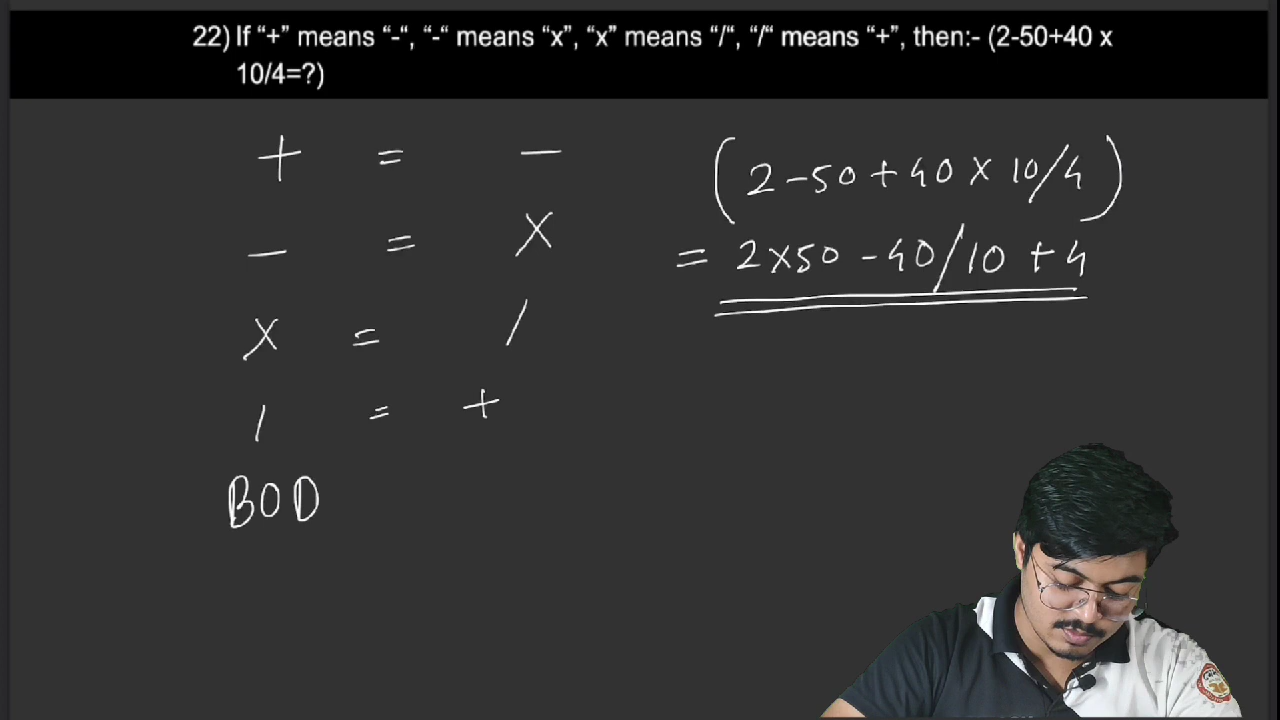 22) If “+” means “-“, “-“ means “x”, “x” means “/“, “/“ means “+”, then:- (2-50+40 x
10/4=?)
+ = -
- = x
x = /
/ = +
BOD
(2-50+40 x 10/4)
= 2x50 -40/10 +4